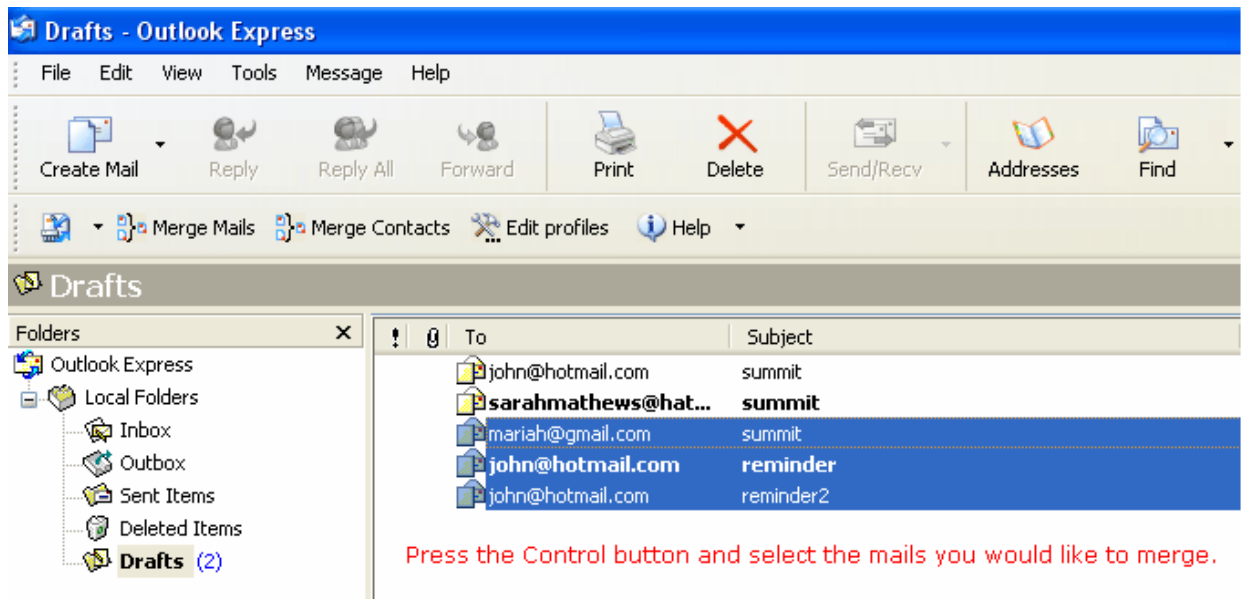 Drafts - Outlook Express
File Edit View Tools Message Help
Create Mail Reply Reply All Forward Print Delete Send/Recv Addresses Find
Merge Mails Merge Contacts Edit profiles Help
Drafts
Folders
! To Subject
Outlook Express
Local Folders
Inbox
Outbox
Sent Items
Deleted Items
Drafts (2)
john@hotmail.com summit
sarahmathews@hat... summit
mariah@gmail.com summit
john@hotmail.com reminder
john@hotmail.com reminder2
Press the Control button and select the mails you would like to merge.